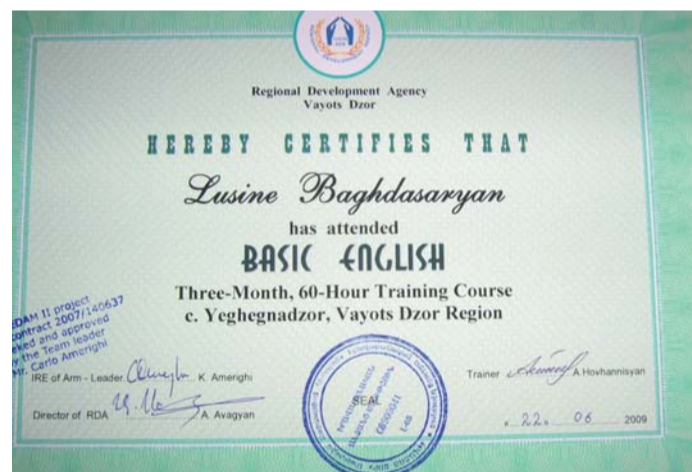 Regional Development Agency
Vayots Dzor
HEREBY CERTIFIES THAT
Lusine Baghdasaryan
has attended
BASIC ENGLISH
Three-Month, 60-Hour Training Course
c. Yeghegnadzor, Vayots Dzor Region
EDAM II project
contract 2007/140637
and approved
by the Team leader
Mr. Carlo Amerighi
IRE of Arm - Leader K. Amerighi
Trainer A Hovhannisyan
SEAL
Director of RDA A. Avagyan
22. 06 2009